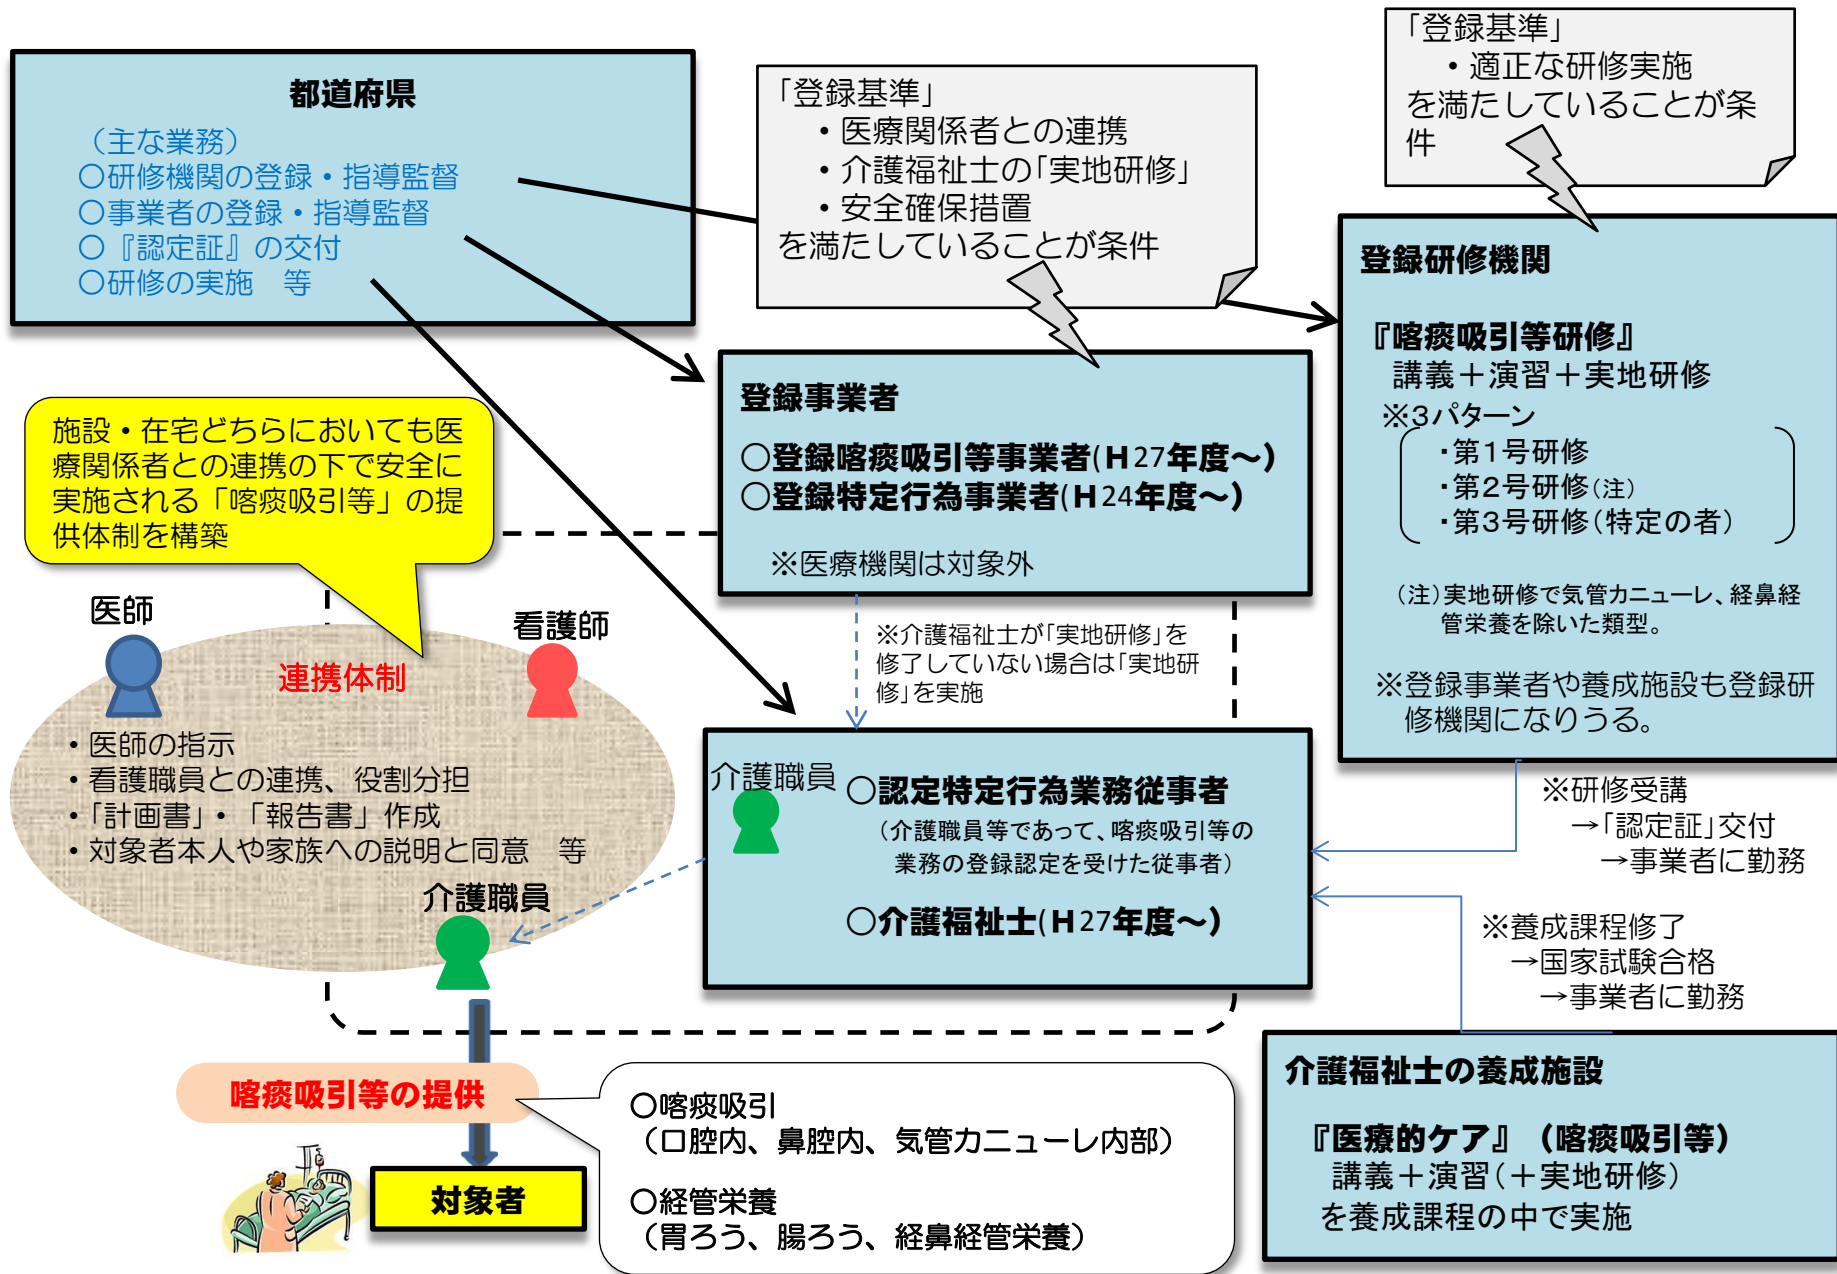 都道府県
（主な業務）
○研修機関の登録・指導監督
○事業者の登録・指導監督
○『認定証』の交付
○研修の実施　等
「登録基準」
・医療関係者との連携
・介護福祉士の「実地研修」
・安全確保措置
を満たしていることが条件
「登録基準」
・適正な研修実施
を満たしていることが条
件
登録研修機関
『喀痰吸引等研修』
講義＋演習＋実地研修
※3パターン
・第1号研修
・第2号研修（注）
・第3号研修（特定の者）
（注）実地研修で気管カニューレ、経鼻経
管栄養を除いた類型。
※登録事業者や養成施設も登録研
修機関になりうる。
登録事業者
○登録喀痰吸引等事業者(H27年度～)
○登録特定行為事業者(H24年度～)
※医療機関は対象外
施設・在宅どちらにおいても医
療関係者との連携の下で安全に
実施される「喀痰吸引等」の提
供体制を構築
医師
看護師
連携体制
・医師の指示
・看護職員との連携、役割分担
・「計画書」・「報告書」作成
・対象者本人や家族への説明と同意　等
介護職員
※介護福祉士が「実地研修」を
修了していない場合は「実地研
修」を実施
介護職員
○認定特定行為業務従事者
（介護職員等であって、喀痰吸引等の
業務の登録認定を受けた従事者）
○介護福祉士(H27年度～)
※研修受講
→「認定証」交付
→事業者に勤務
※養成課程修了
→国家試験合格
→事業者に勤務
介護福祉士の養成施設
『医療的ケア』（喀痰吸引等）
講義＋演習（＋実地研修）
を養成課程の中で実施
喀痰吸引等の提供
対象者
○喀痰吸引
（口腔内、鼻腔内、気管カニューレ内部）
○経管栄養
（胃ろう、腸ろう、経鼻経管栄養）